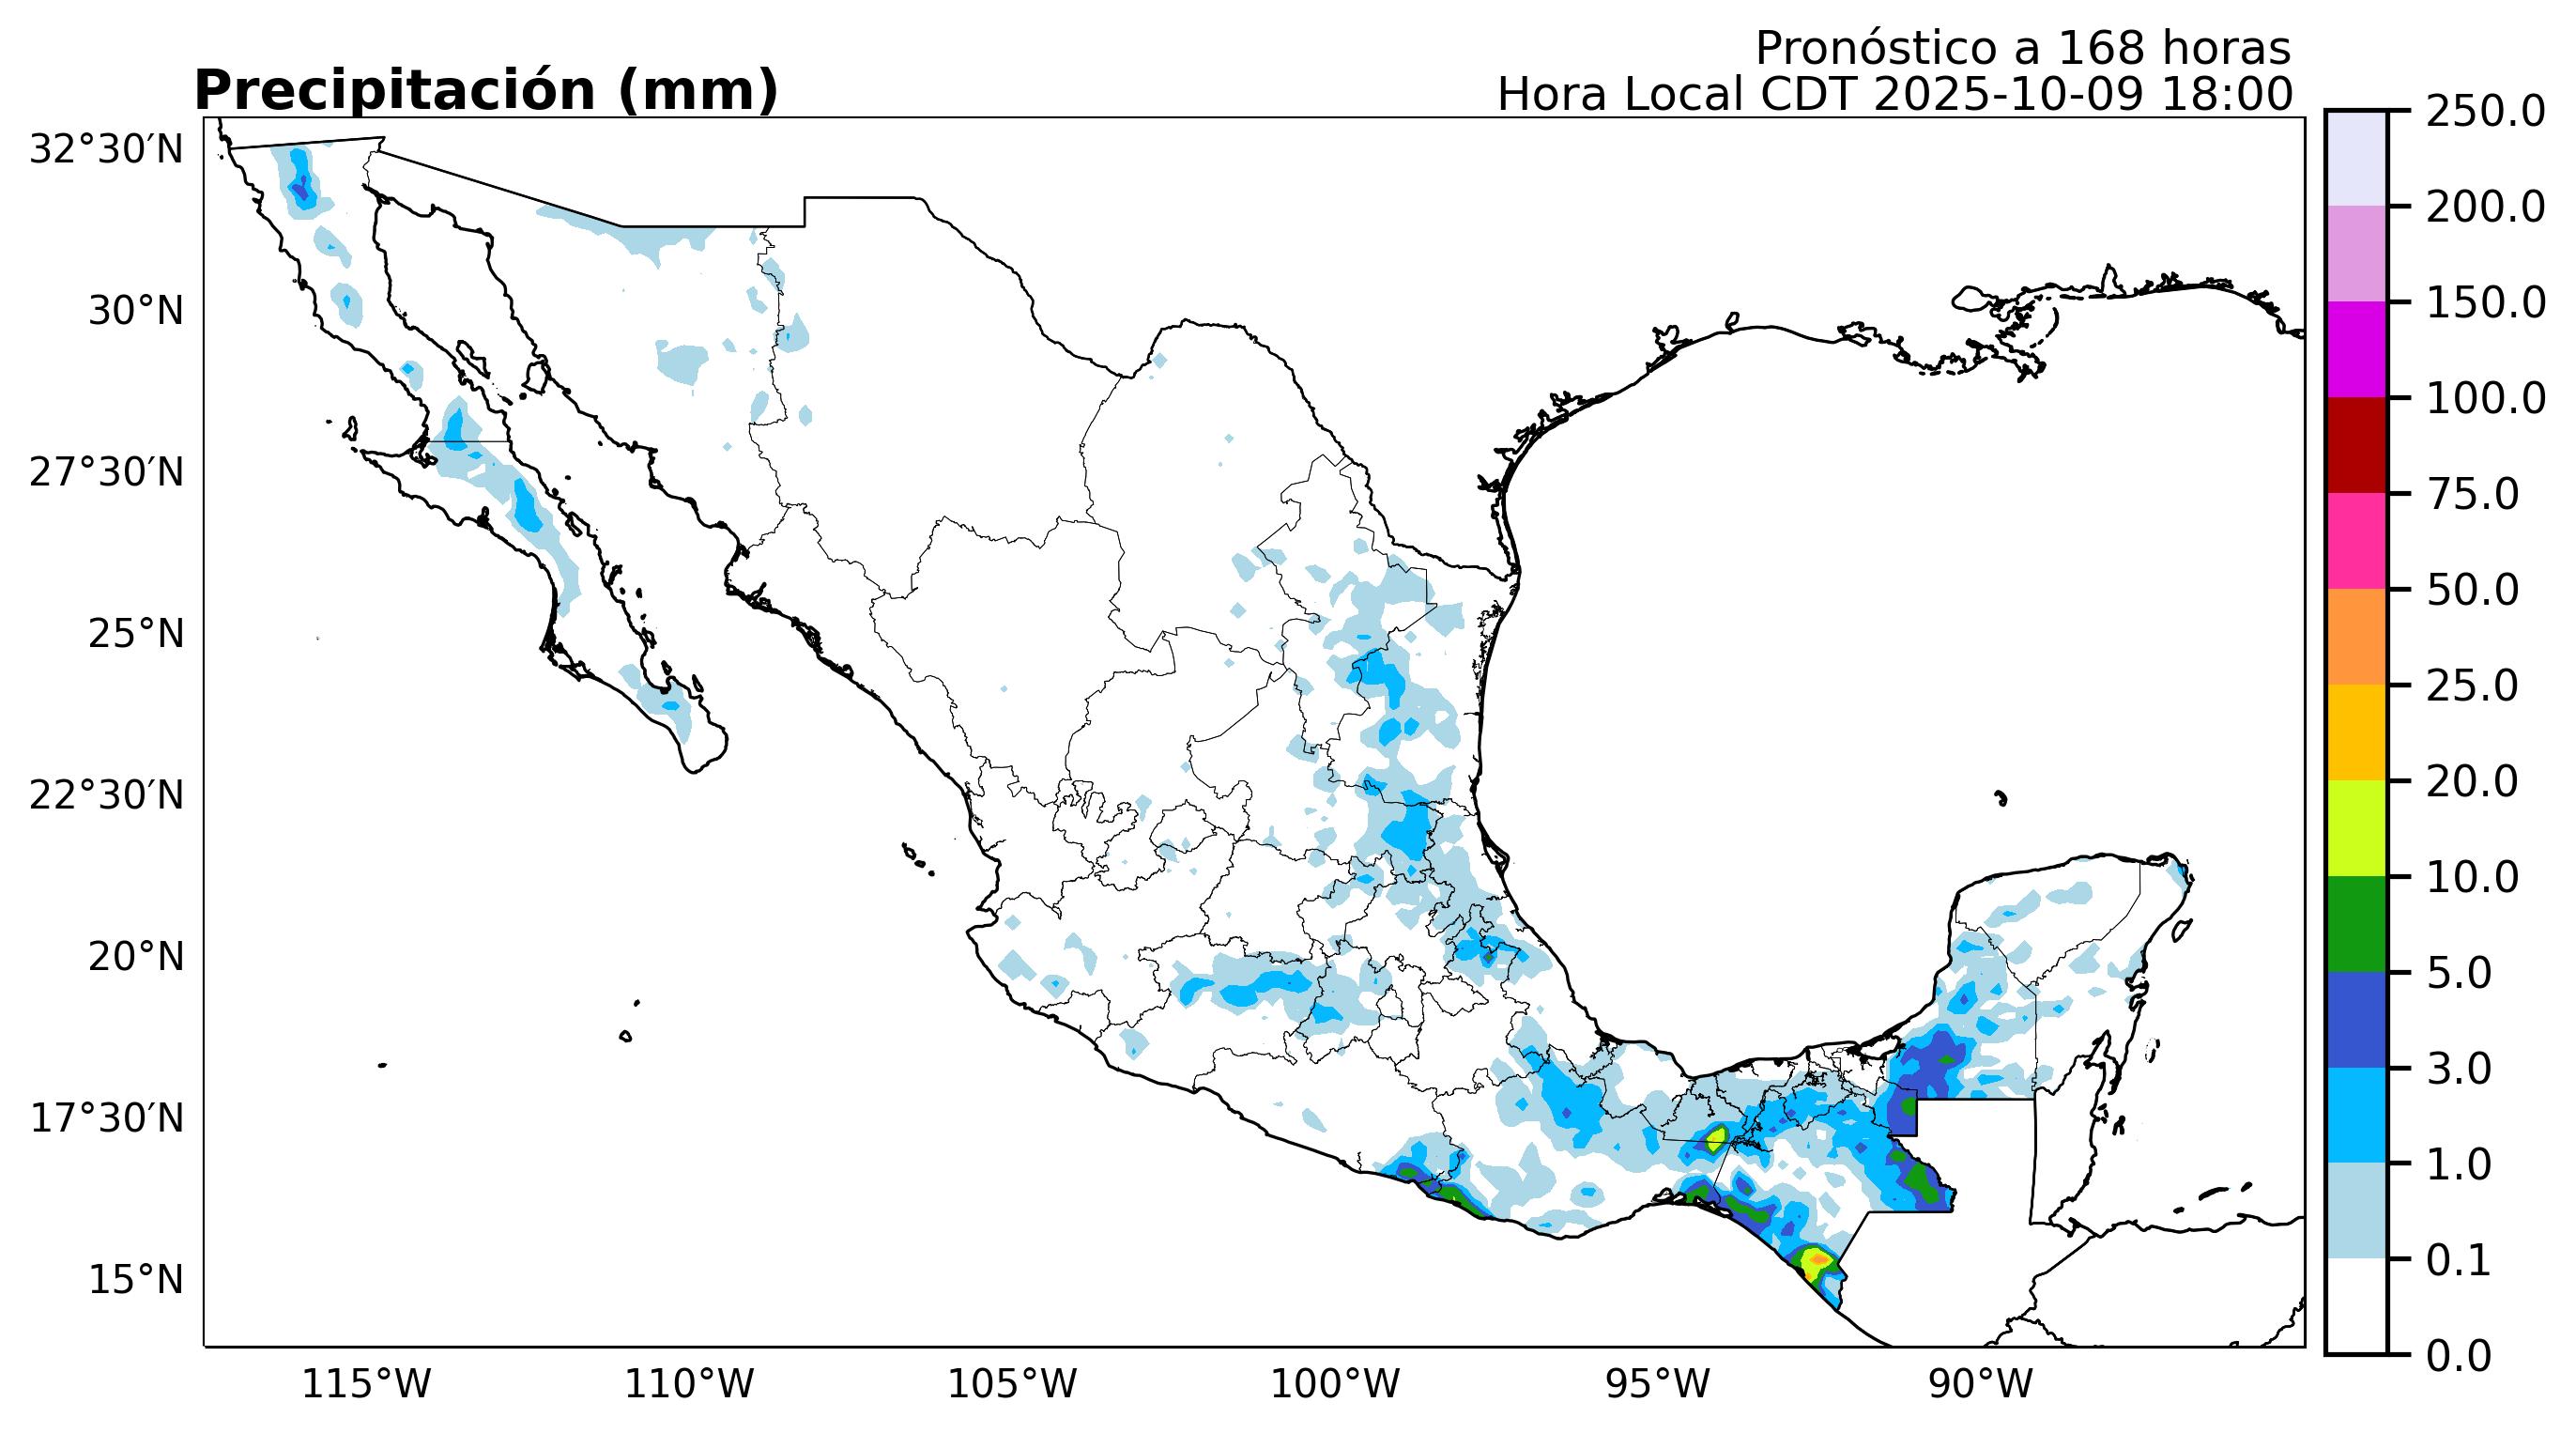 Pronóstico a 168 horas
Precipitación (mm)
Hora Local CDT 2025-10-09 18:00
32°30′N
30°N
27°30′N
25°N
22°30′N
20°N
17°30′N
15°N
115°W
110°W
105°W
100°W
95°W
90°W
250.0
200.0
150.0
100.0
75.0
50.0
25.0
20.0
10.0
5.0
3.0
1.0
0.1
0.0